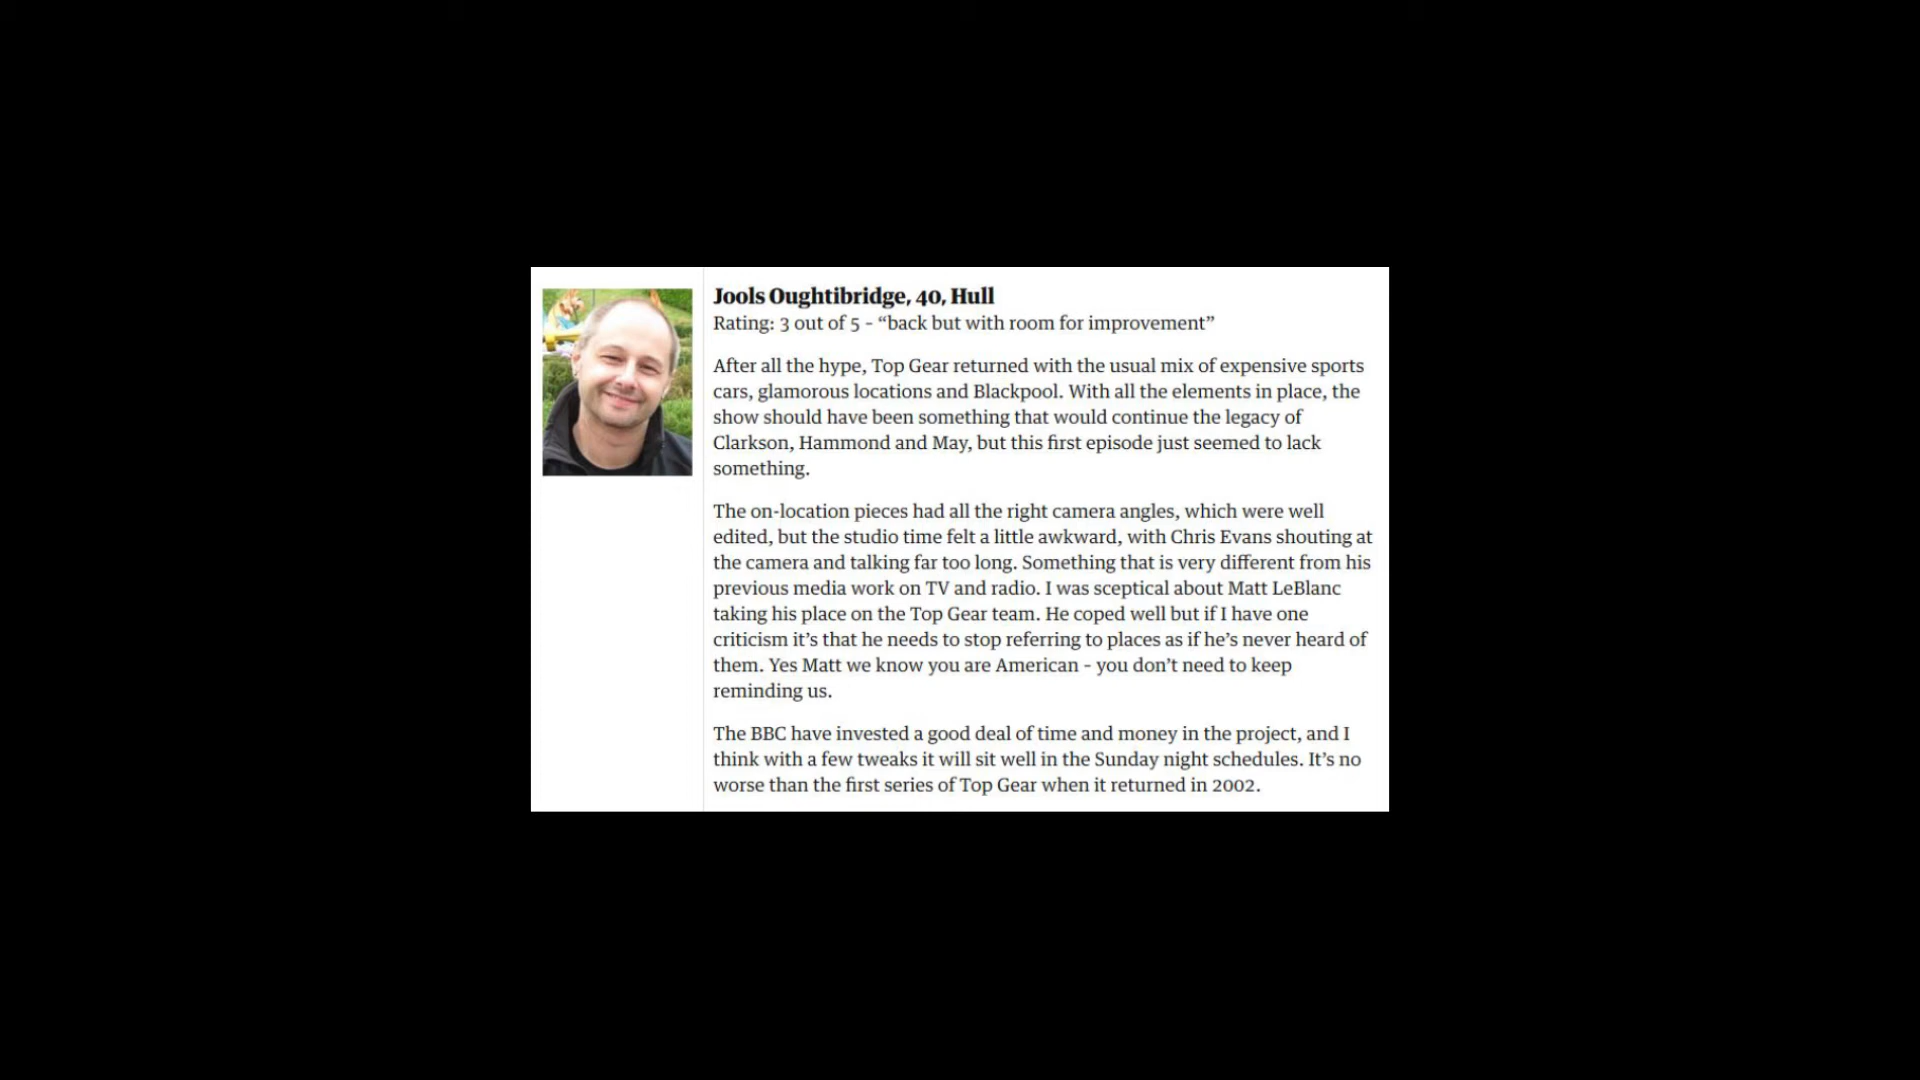 Jools Oughtibridge, 40, Hull
Rating: 3 out of 5 - “back but with room for improvement”
After all the hype, Top Gear returned with the usual mix of expensive sports
cars, glamorous locations and Blackpool. With all the elements in place, the
show should have been something that would continue the legacy of
Clarkson, Hammond and May, but this first episode just seemed to lack
something.
The on-location pieces had all the right camera angles, which were well
edited, but the studio time felt a little awkward, with Chris Evans shouting at
the camera and talking far too long. Something that is very different from his
previous media work on TV and radio. I was sceptical about Matt LeBlanc
taking his place on the Top Gear team. He coped well but if I have one
criticism it’s that he needs to stop referring to places as if he’s never heard of
them. Yes Matt we know you are American - you don’t need to keep
reminding us.
The BBC have invested a good deal of time and money in the project, and I
think with a few tweaks it will sit well in the Sunday night schedules. It’s no
worse than the first series of Top Gear when it returned in 2002.